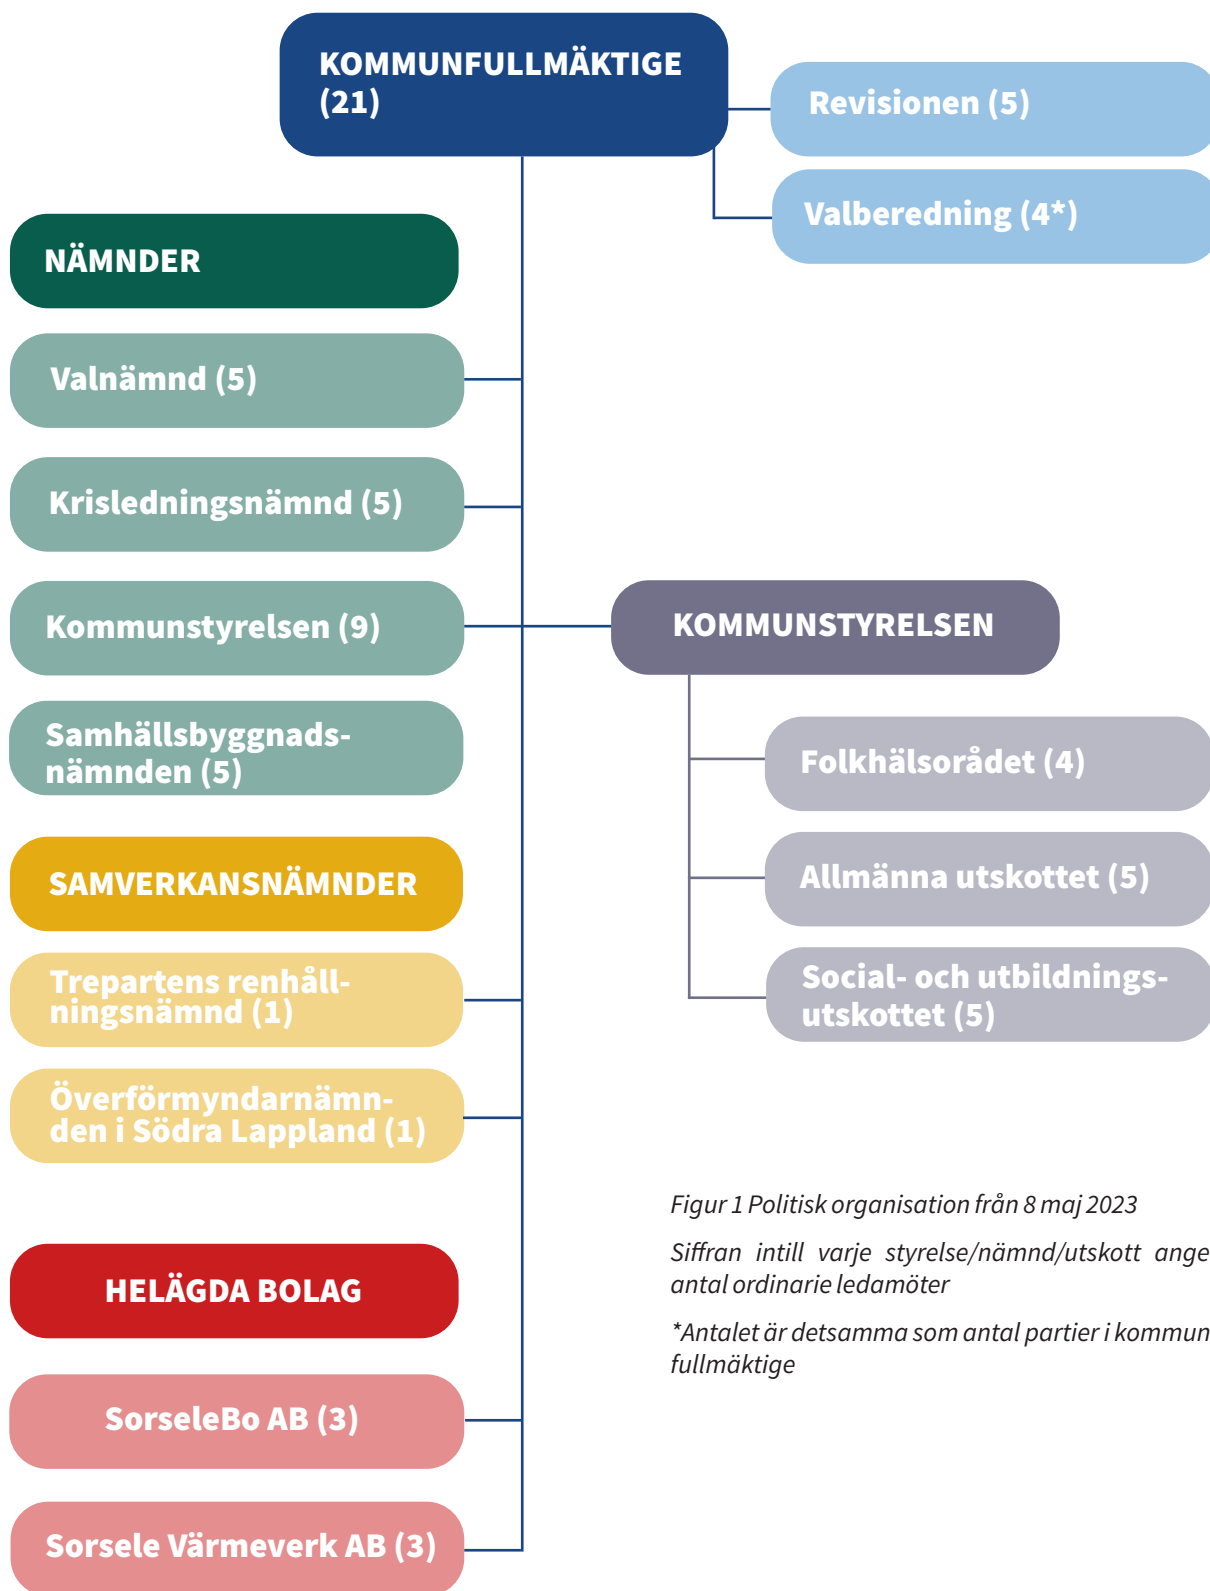 KOMMUNFULLMÄKTIGE
(21)
Revisionen (5)
Valberedning (4*)
NÄMNDER
Valnämnd (5)
Krisledningsnämnd (5)
Kommunstyrelsen (9)
Samhällsbyggnads-
nämnden (5)
SAMVERKANSNÄMNDER
Trepartens renhåll-
ningsnämnd (1)
Överförmyndarnämn-
den i Södra Lappland (1)
HELÄGDA BOLAG
SorseleBo AB (3)
Sorsele Värmeverk AB (3)
KOMMUNSTYRELSEN
Folkhälsorådet (4)
Allmänna utskottet (5)
Social- och utbildnings-
utskottet (5)
Figur 1 Politisk organisation från 8 maj 2023
Siffran intill varje styrelse/nämnd/utskott ange
antal ordinarie ledamöter
*Antalet är detsamma som antal partier i kommun
fullmäktige